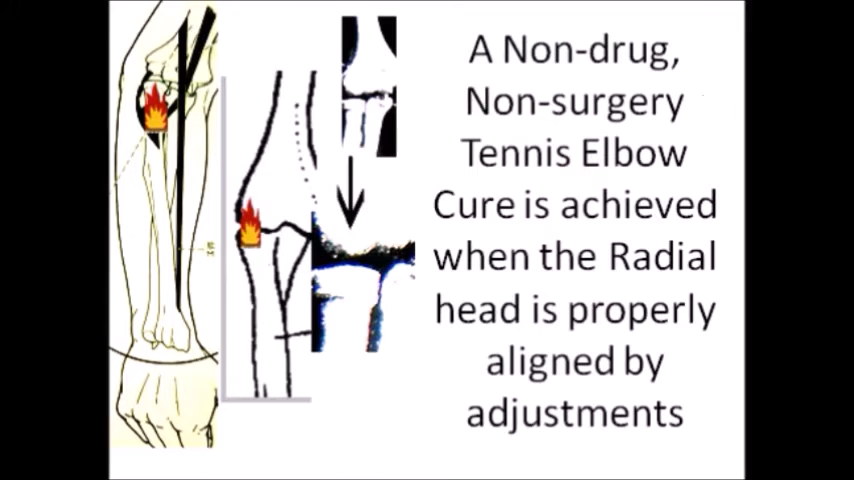 A Non-drug,
Non-surgery
Tennis Elbow
Cure is achieved
when the Radial
head is properly
aligned by
adjustments